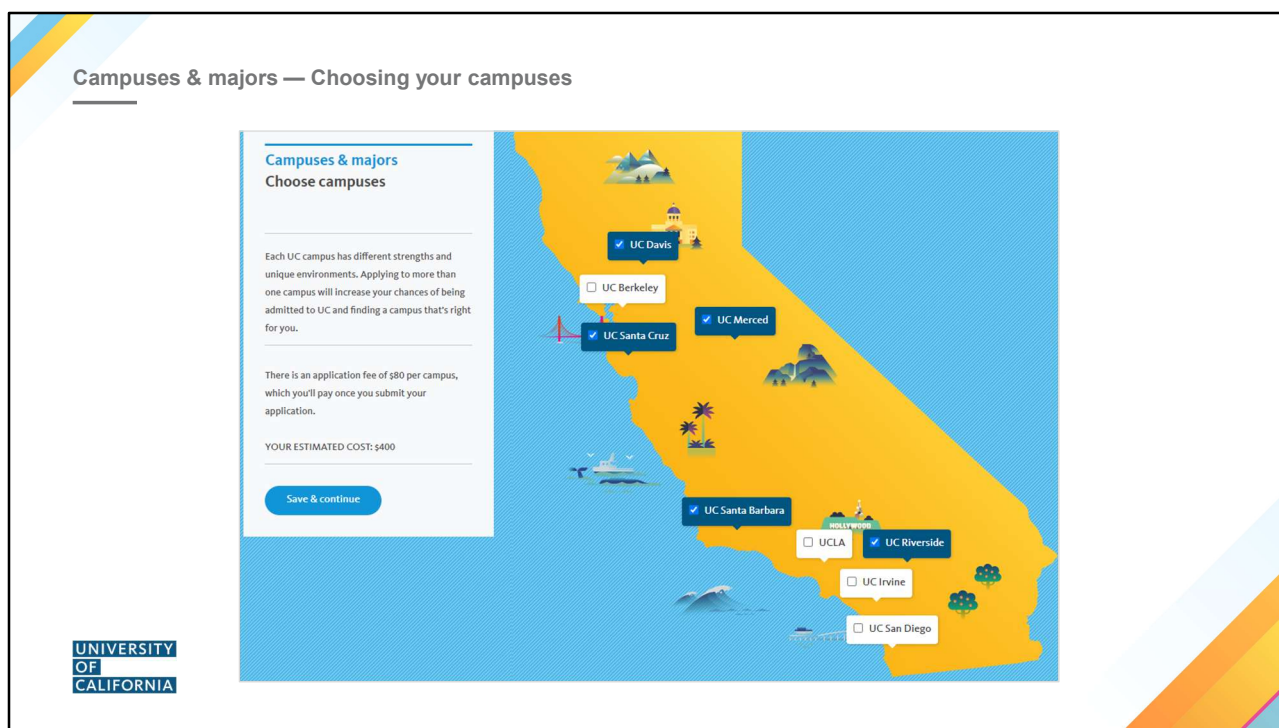 Campuses & majors — Choosing your campuses
Campuses & majors
Choose campuses
Each UC campus has different strengths and
unique environments. Applying to more than
one campus will increase your chances of being
admitted to UC and finding a campus that's right
for you.
There is an application fee of $80 per campus,
which you'll pay once you submit your
application.
YOUR ESTIMATED COST: $400
Save & continue
UC Davis
UC Berkeley
UC Merced
UC Santa Cruz
UC Santa Barbara
HOLLYWOOD
UCLA
UC Riverside
UC Irvine
UC San Diego
UNIVERSITY
OF
CALIFORNIA